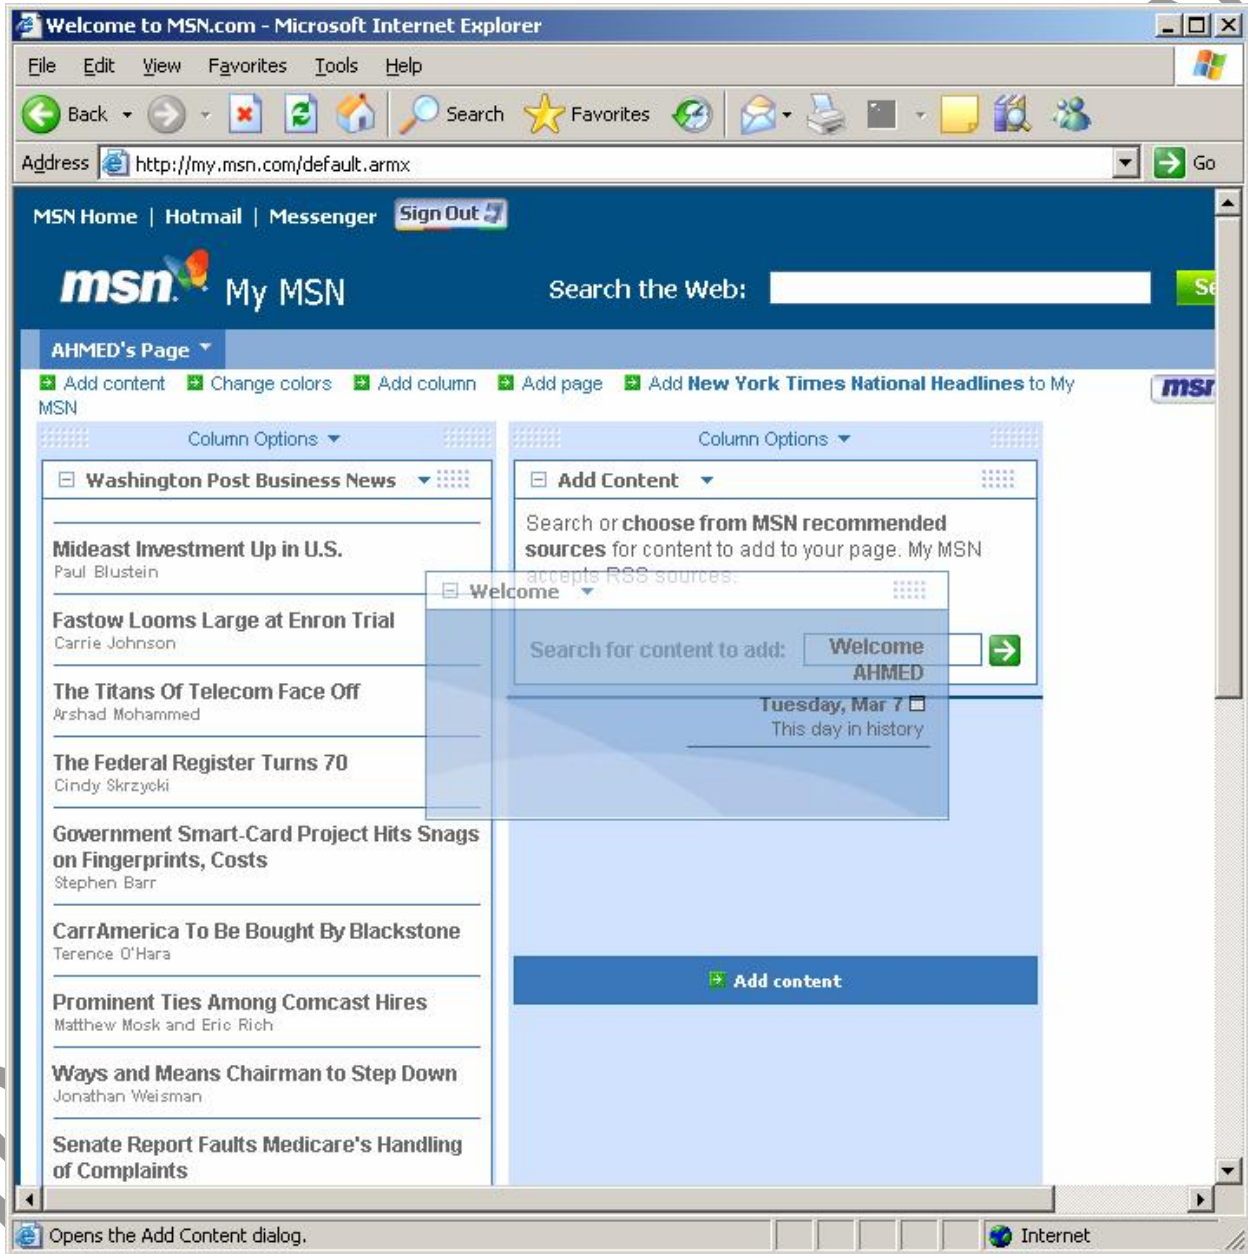 Welcome to MSN.com - Microsoft Internet Explorer
File Edit View Favorites Tools Help
Back Search Favorites
Address http://my.msn.com/default.armx Go
MSN Home | Hotmail | Messenger Sign Out
msn My MSN Search the Web:
AHMED's Page
Add content Change colors Add column Add page Add New York Times National Headlines to My
MSN
Column Options
Washington Post Business News
Mideast Investment Up in U.S.
Paul Blustein
Fastow Looms Large at Enron Trial
Carrie Johnson
The Titans Of Telecom Face Off
Arshad Mohammed
The Federal Register Turns 70
Cindy Skrzycki
Government Smart-Card Project Hits Snags
on Fingerprints, Costs
Stephen Barr
CarrAmerica To Be Bought By Blackstone
Terence O'Hara
Prominent Ties Among Comcast Hires
Matthew Mosk and Eric Rich
Ways and Means Chairman to Step Down
Jonathan Weisman
Senate Report Faults Medicare's Handling
of Complaints
Column Options
Add Content
Search or choose from MSN recommended
sources for content to add to your page. My MSN
accepts RSS sources.
Search for content to add:
Welcome
Welcome
AHMED
Tuesday, Mar 7
This day in history
Add content
Opens the Add Content dialog. Internet